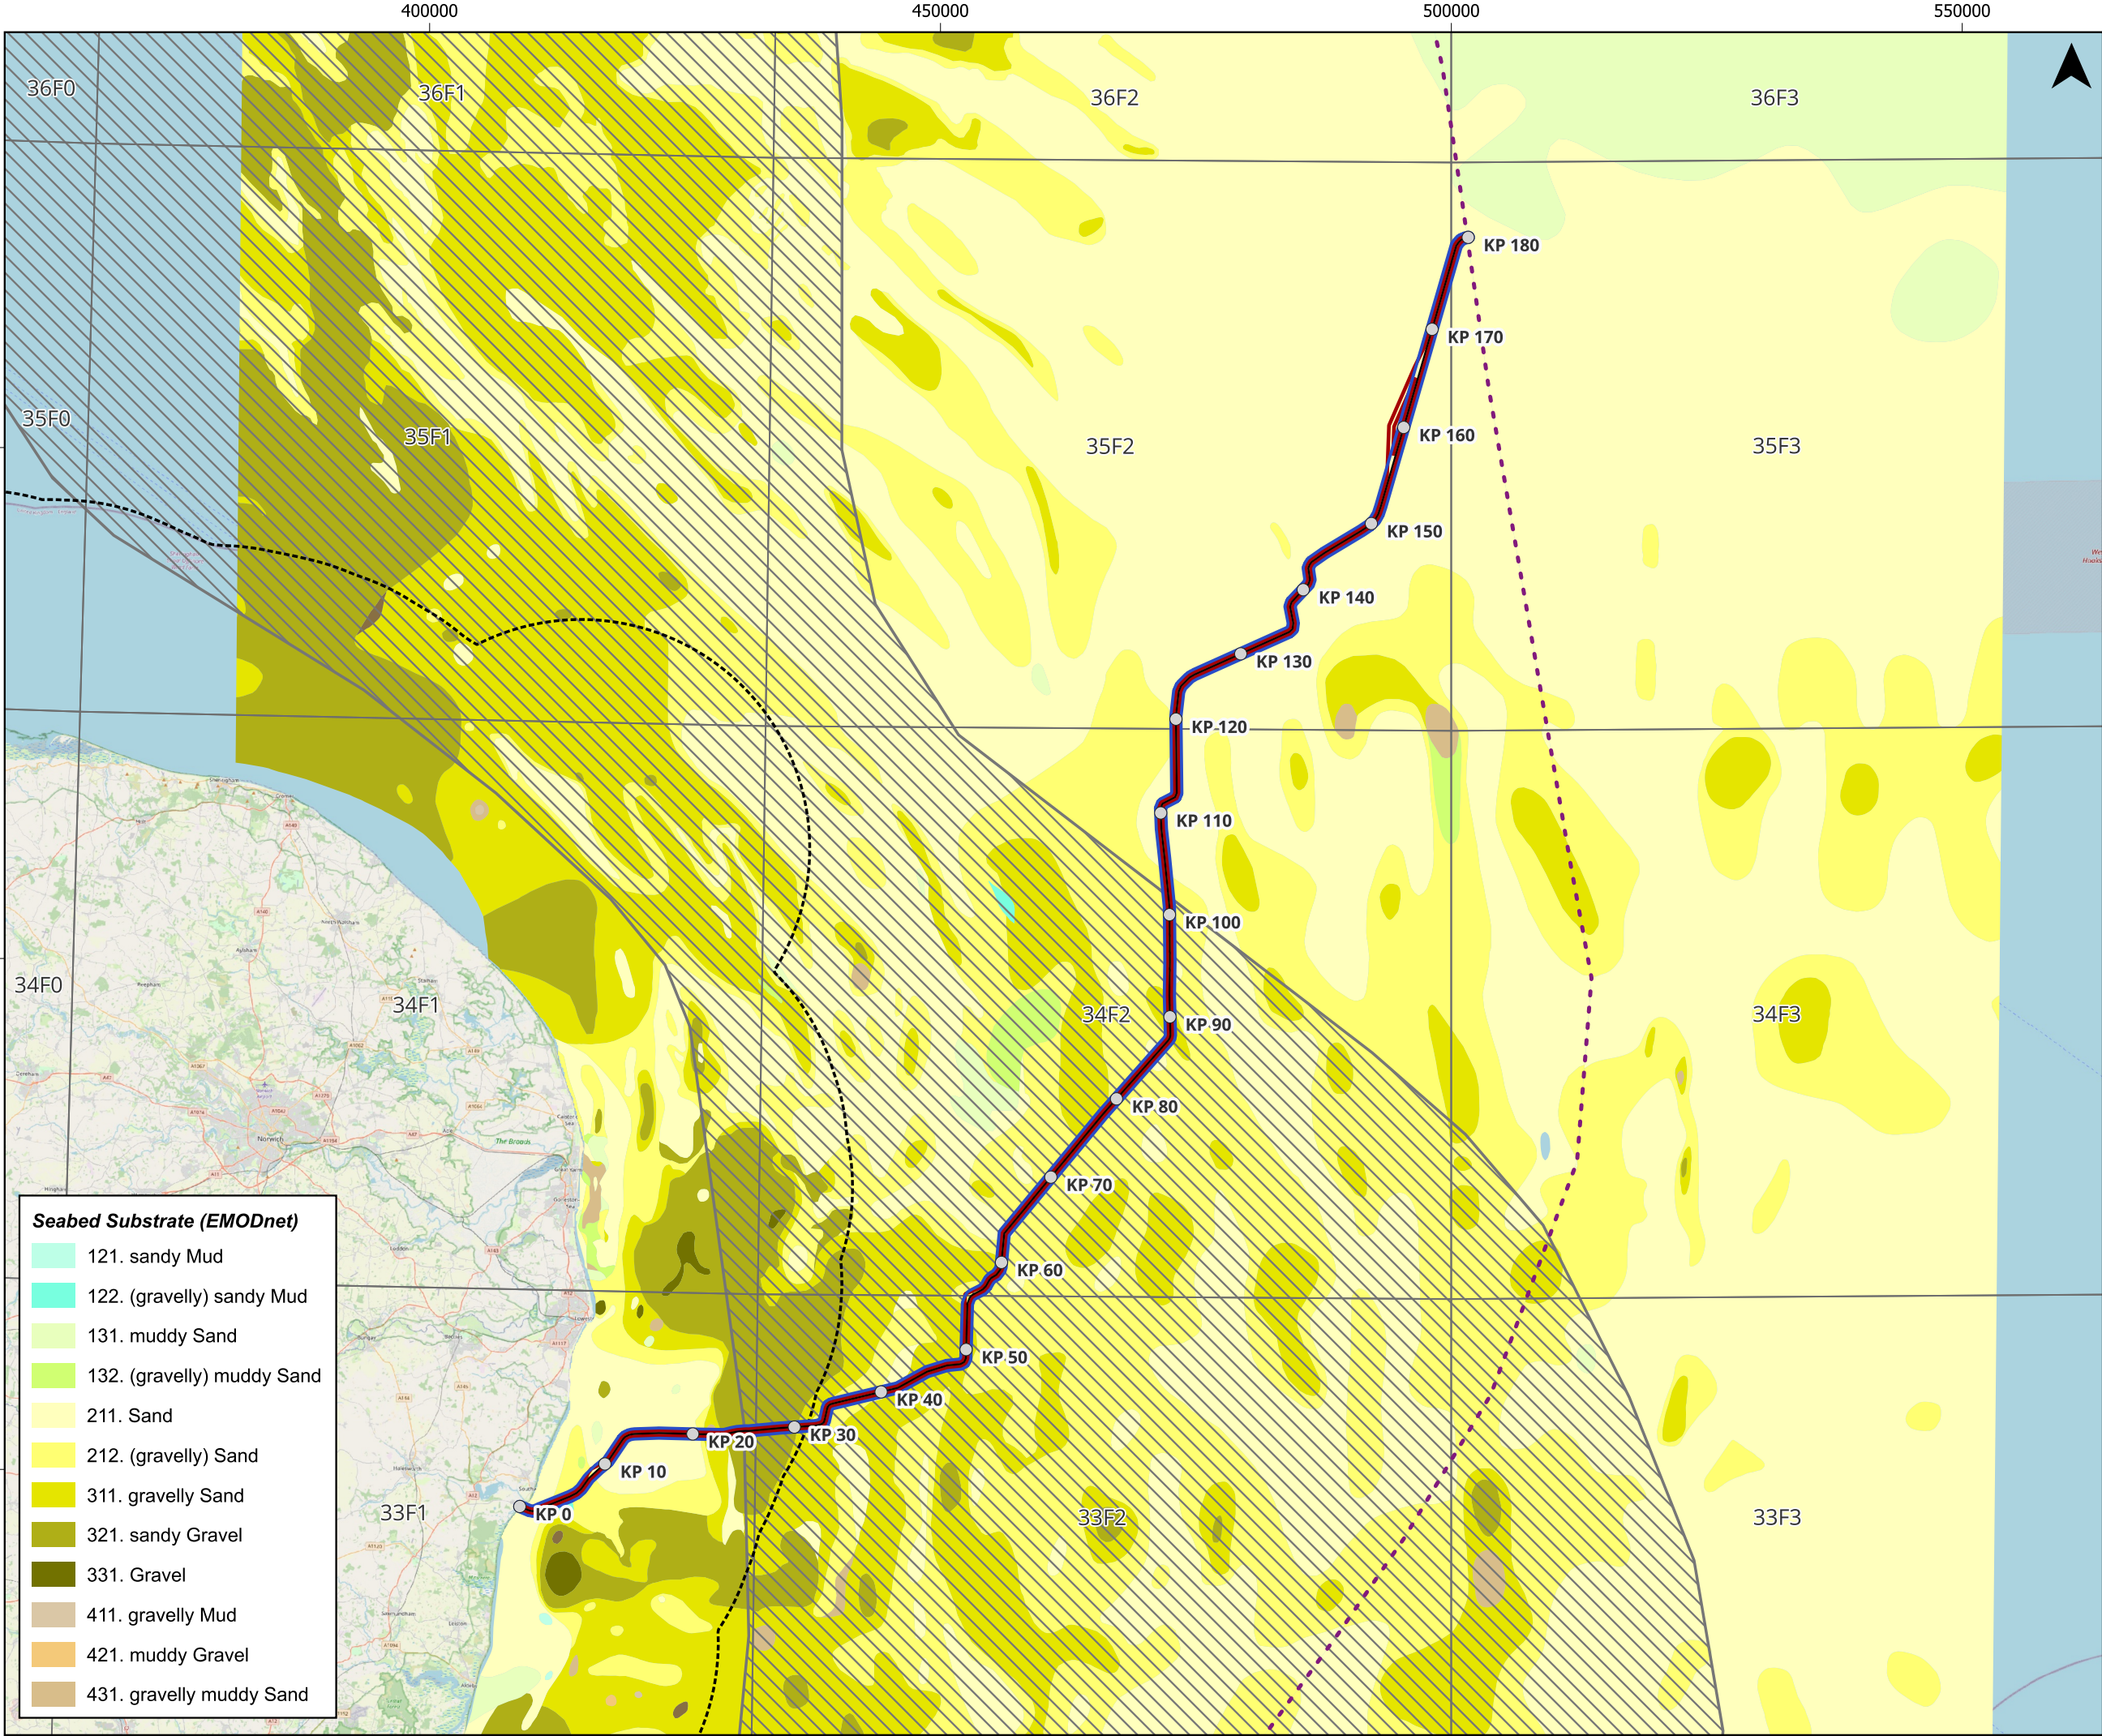 400000 450000 500000 550000
36F0 36F1 36F2 36F3
KP 180
KP 170
35F0 35F1 35F2 35F3
KP 160
KP 150
KP 140
KP 130
KP 120
KP 110
KP 100
34F0 34F1 34F2 34F3
KP 90
KP 80
Norwich
The Broads
KP 70
KP 60
KP 50
KP 40
KP 30
KP 20
KP 10
KP 0
33F1 33F2 33F3
Seabed Substrate (EMODnet)
121. sandy Mud
122. (gravelly) sandy Mud
131. muddy Sand
132. (gravelly) muddy Sand
211. Sand
212. (gravelly) Sand
311. gravelly Sand
321. sandy Gravel
331. Gravel
411. gravelly Mud
421. muddy Gravel
431. gravelly muddy Sand